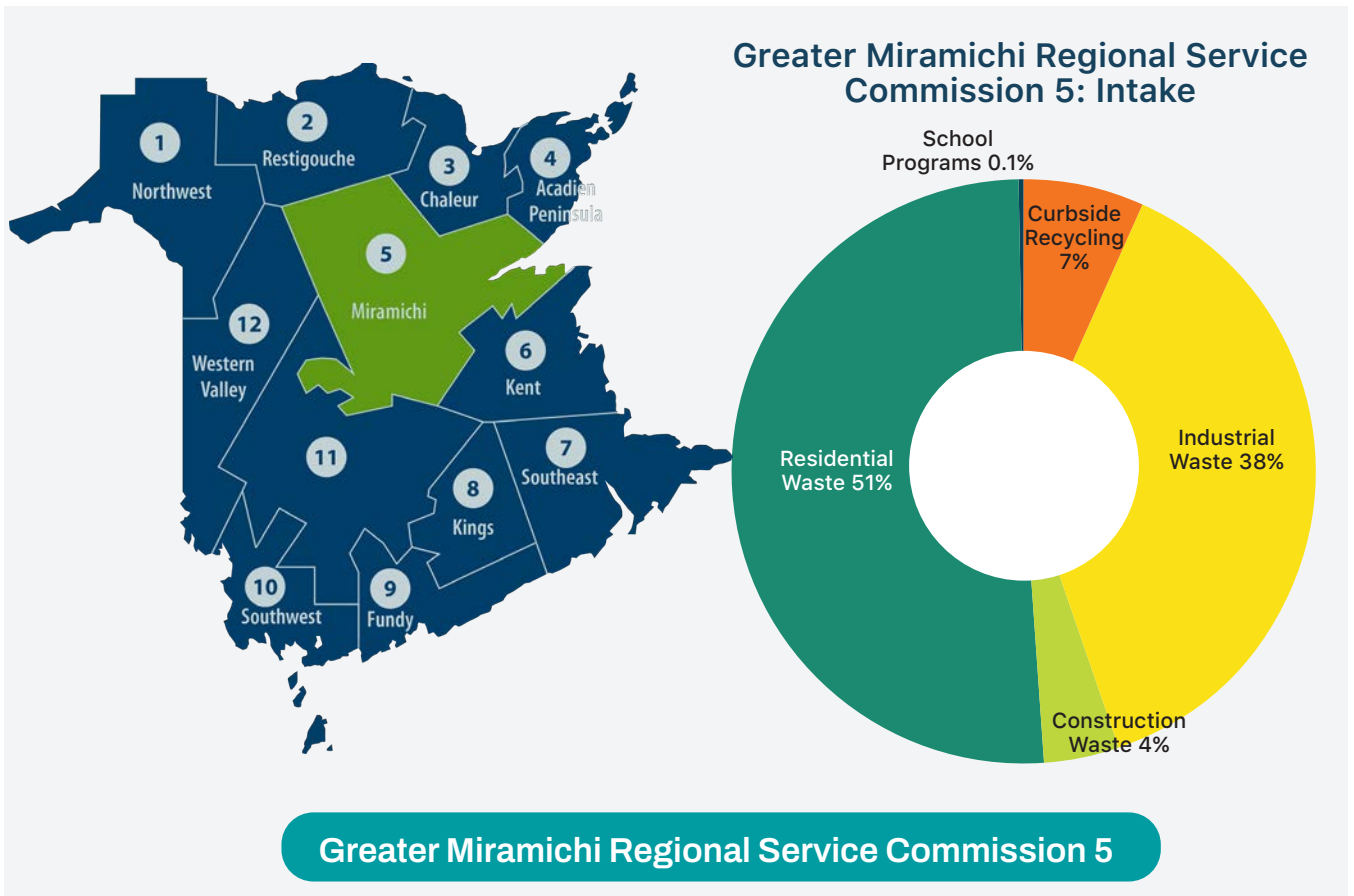 Greater Miramichi Regional Service
Commission 5: Intake
1
Northwest
2
Restigouche
3
Chaleur
4
Acadien
Peninsula
5
Miramichi
6
Kent
12
Western
Valley
11
7
Southeast
8
Kings
9
Fundy
10
Southwest
School
Programs 0.1%
Curbside
Recycling
7%
Industrial
Waste 38%
Residential
Waste 51%
Construction
Waste 4%
Greater Miramichi Regional Service Commission 5